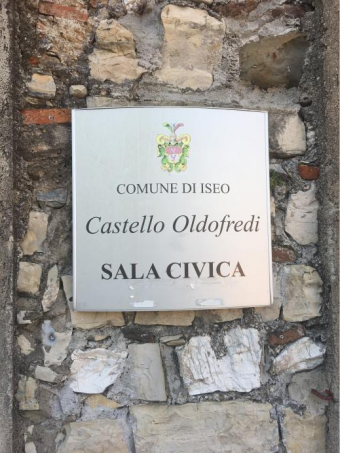 COMUNE DI ISEO
Castello Oldofredi
SALA CIVICA